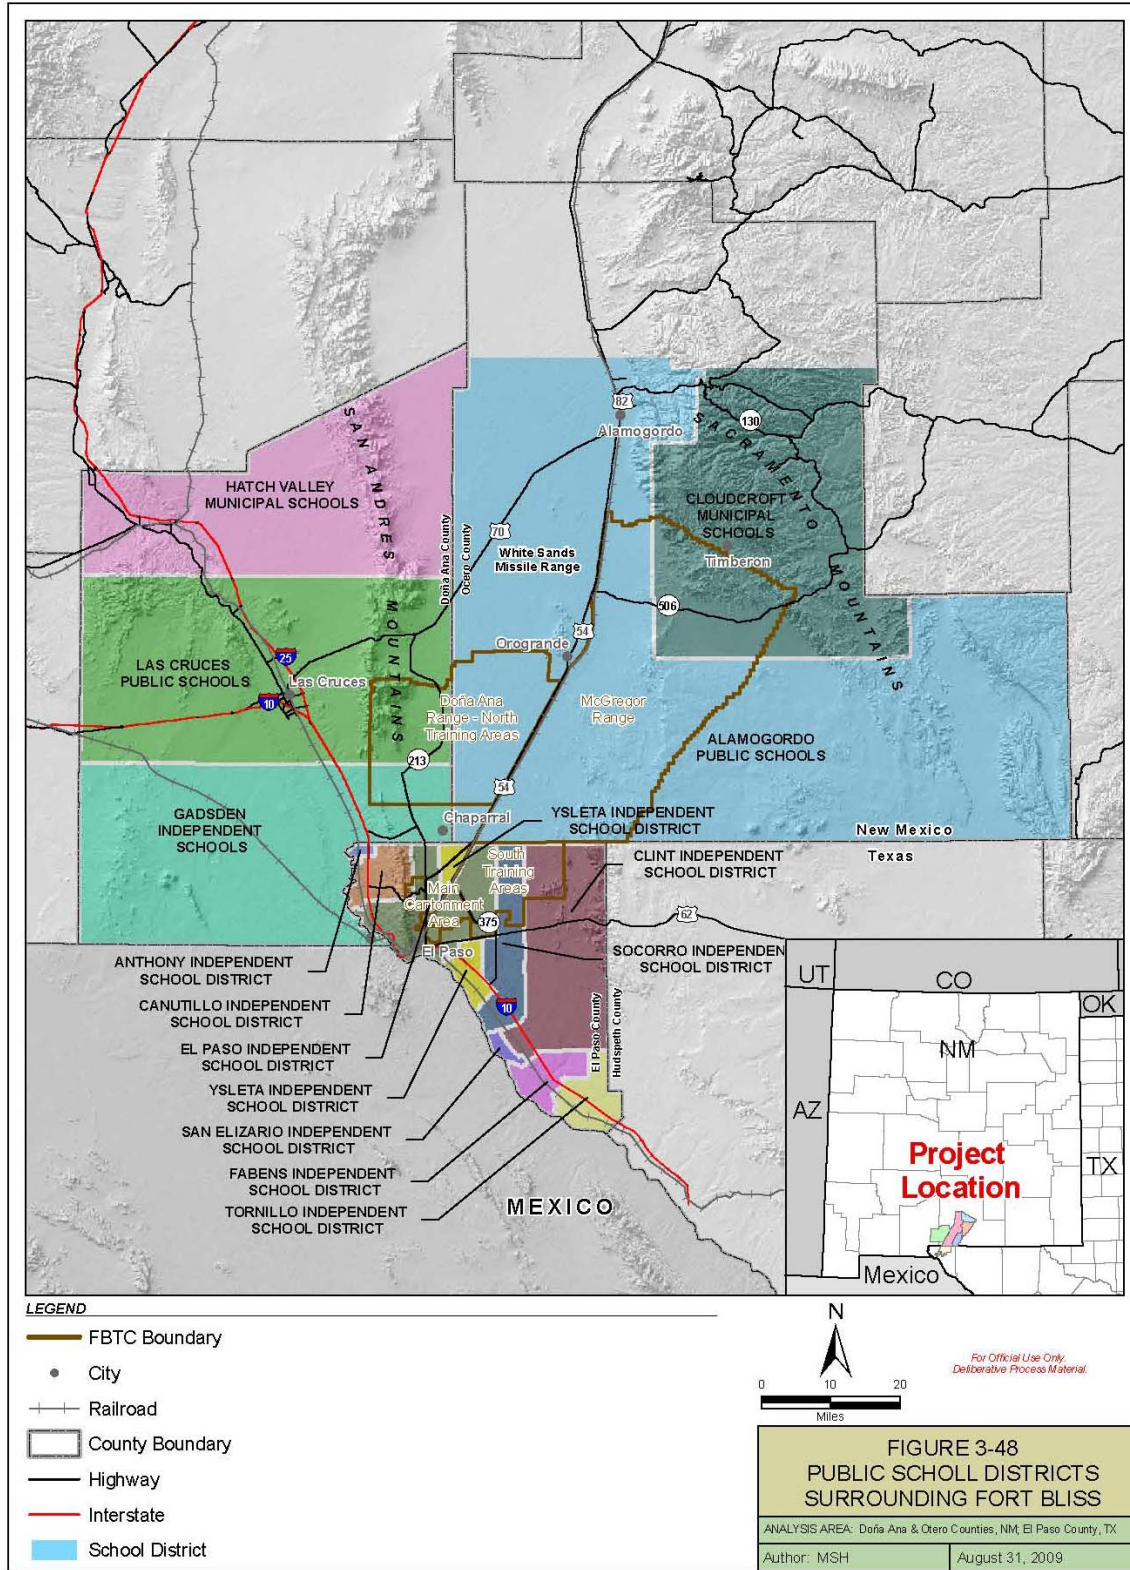 SAN ANDRES MOUNTAINS
82
Alamogordo
130
SACRAMENTO MOUNTAINS
HATCH VALLEY
MUNICIPAL SCHOOLS
CLOUDCROFT
MUNICIPAL
SCHOOLS
Timberon
Doña Ana County
Ocero County
70
White Sands
Missile Range
506
54
Orogrande
25
LAS CRUCES
PUBLIC SCHOOLS
Las Cruces
10
Doña Ana
Range - North
Training Areas
McGregor
Range
ALAMOGORDO
PUBLIC SCHOOLS
213
54
GADSDEN
INDEPENDENT
SCHOOLS
Chaparral
YSLETA INDEPENDENT
SCHOOL DISTRICT
New Mexico
Texas
South
Training
Areas
CLINT INDEPENDENT
SCHOOL DISTRICT
Main
Cantonment
Area
375
62
El Paso
SOCORRO INDEPENDEN
SCHOOL DISTRICT
ANTHONY INDEPENDENT
SCHOOL DISTRICT
CANUTILLO INDEPENDENT
SCHOOL DISTRICT
10
EL PASO INDEPENDENT
SCHOOL DISTRICT
El Paso County
Hudspeth County
YSLETA INDEPENDENT
SCHOOL DISTRICT
SAN ELIZARIO INDEPENDENT
SCHOOL DISTRICT
FABENS INDEPENDENT
SCHOOL DISTRICT
TORNILLO INDEPENDENT
SCHOOL DISTRICT
MEXICO
UT
CO
OK
NM
AZ
TX
Project
Location
Mexico
LEGEND
FBTC Boundary
City
Railroad
County Boundary
Highway
Interstate
School District
N
0 10 20
Miles
For Official Use Only.
Deliberative Process Material.
FIGURE 3-48
PUBLIC SCHOLL DISTRICTS
SURROUNDING FORT BLISS
ANALYSIS AREA: Doña Ana & Otero Counties, NM; El Paso County, TX
Author: MSH
August 31, 2009